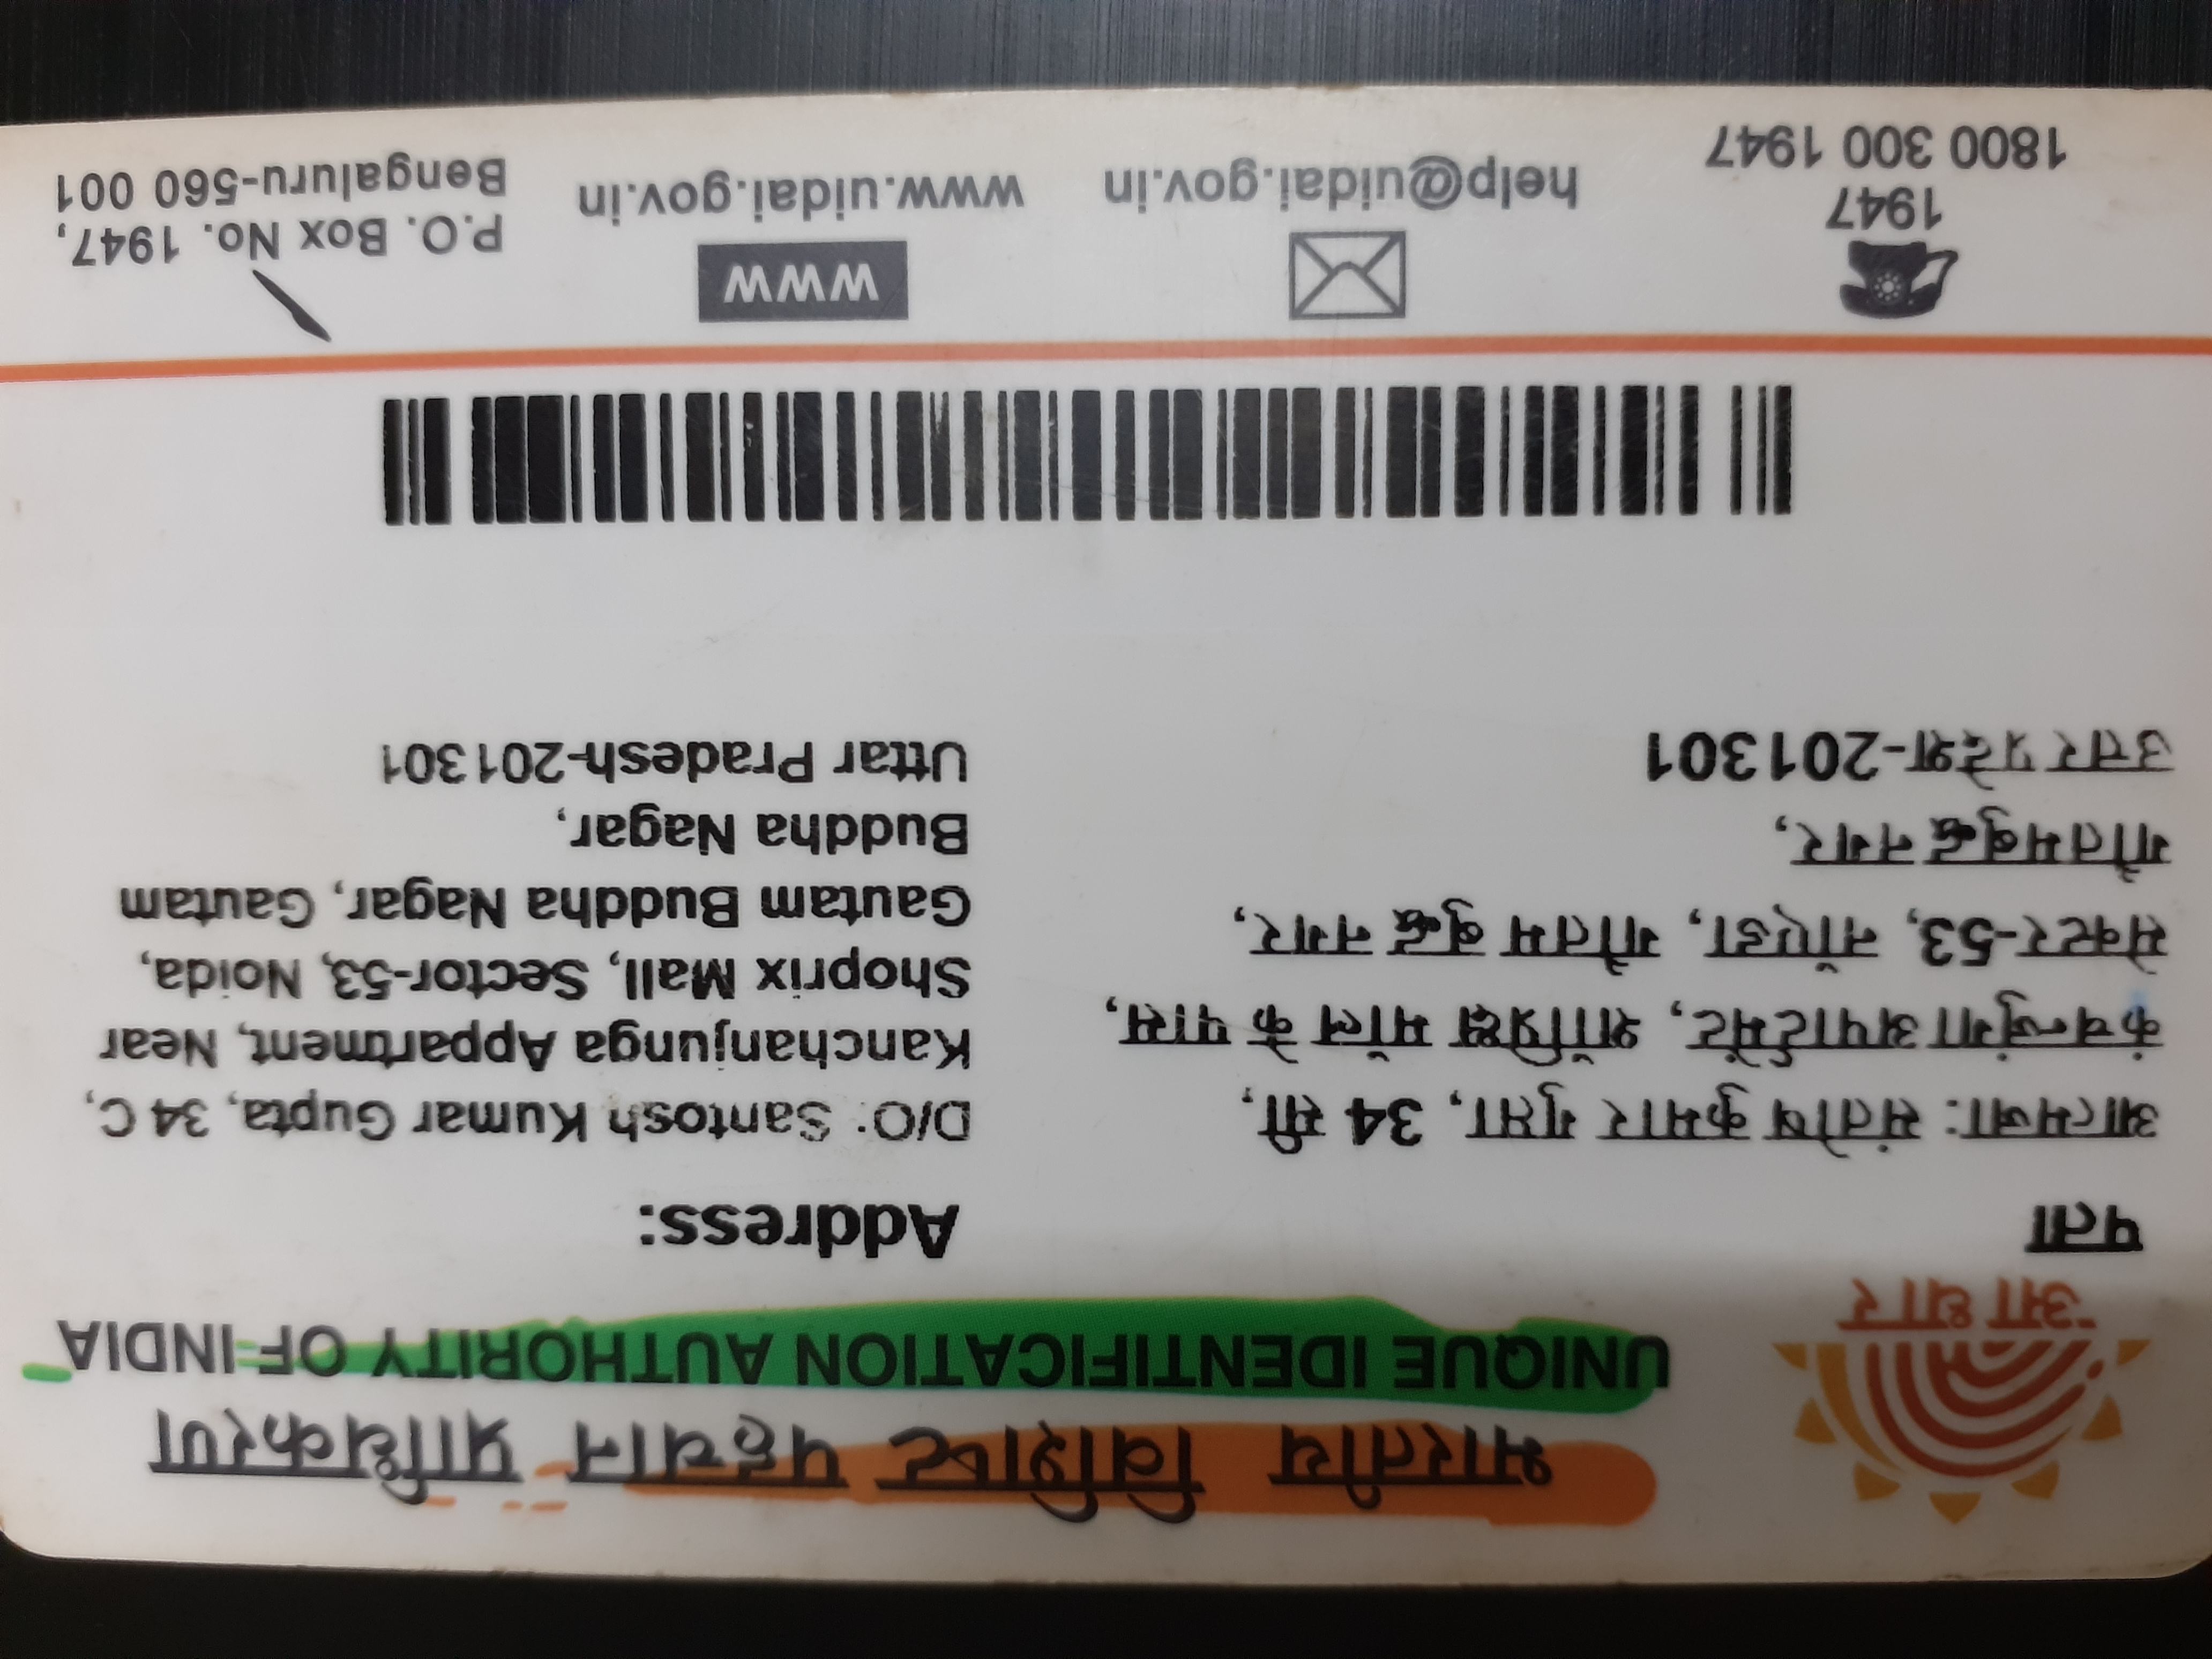 भारतीय विशिष्ट पहचान प्राधिकरण
UNIQUE IDENTIFICATION AUTHORITY OF INDIA
आधार
पता
आत्मजा: संतोष कुमार गुप्ता, 34 सी,
कंचन्जुंगा अपार्टमेंट, शॉप्रिक्ष मॉल के पास,
सेक्टर-53, नॉएडा, गौतम बुद्ध नगर,
गौतमबुद्ध नगर,
उत्तर प्रदेश-201301
Address:
D/O: Santosh Kumar Gupta, 34 C,
Kanchanjunga Appartment, Near
Shoprix Mall, Sector-53, Noida,
Gautam Buddha Nagar, Gautam
Buddha Nagar,
Uttar Pradesh-201301
1947
1800 300 1947
help@uidai.gov.in
WWW
www.uidai.gov.in
P.O. Box No. 1947,
Bengaluru-560 001